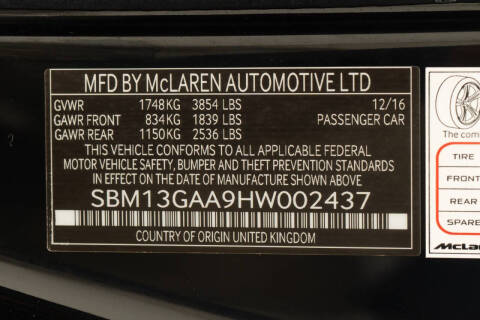 MFD BY McLAREN AUTOMOTIVE LTD
GVWR 1748KG 3854 LBS 12/16
GAWR FRONT 834KG 1839 LBS PASSENGER CAR
GAWR REAR 1150KG 2536 LBS
THIS VEHICLE CONFORMS TO ALL APPLICABLE FEDERAL
MOTOR VEHICLE SAFETY, BUMPER AND THEFT PREVENTION STANDARDS
IN EFFECT ON THE DATE OF MANUFACTURE SHOWN ABOVE
SBM13GAA9HW002437
COUNTRY OF ORIGIN UNITED KINGDOM
The com
TIRE
FRONT
REAR
SPARE
McLar